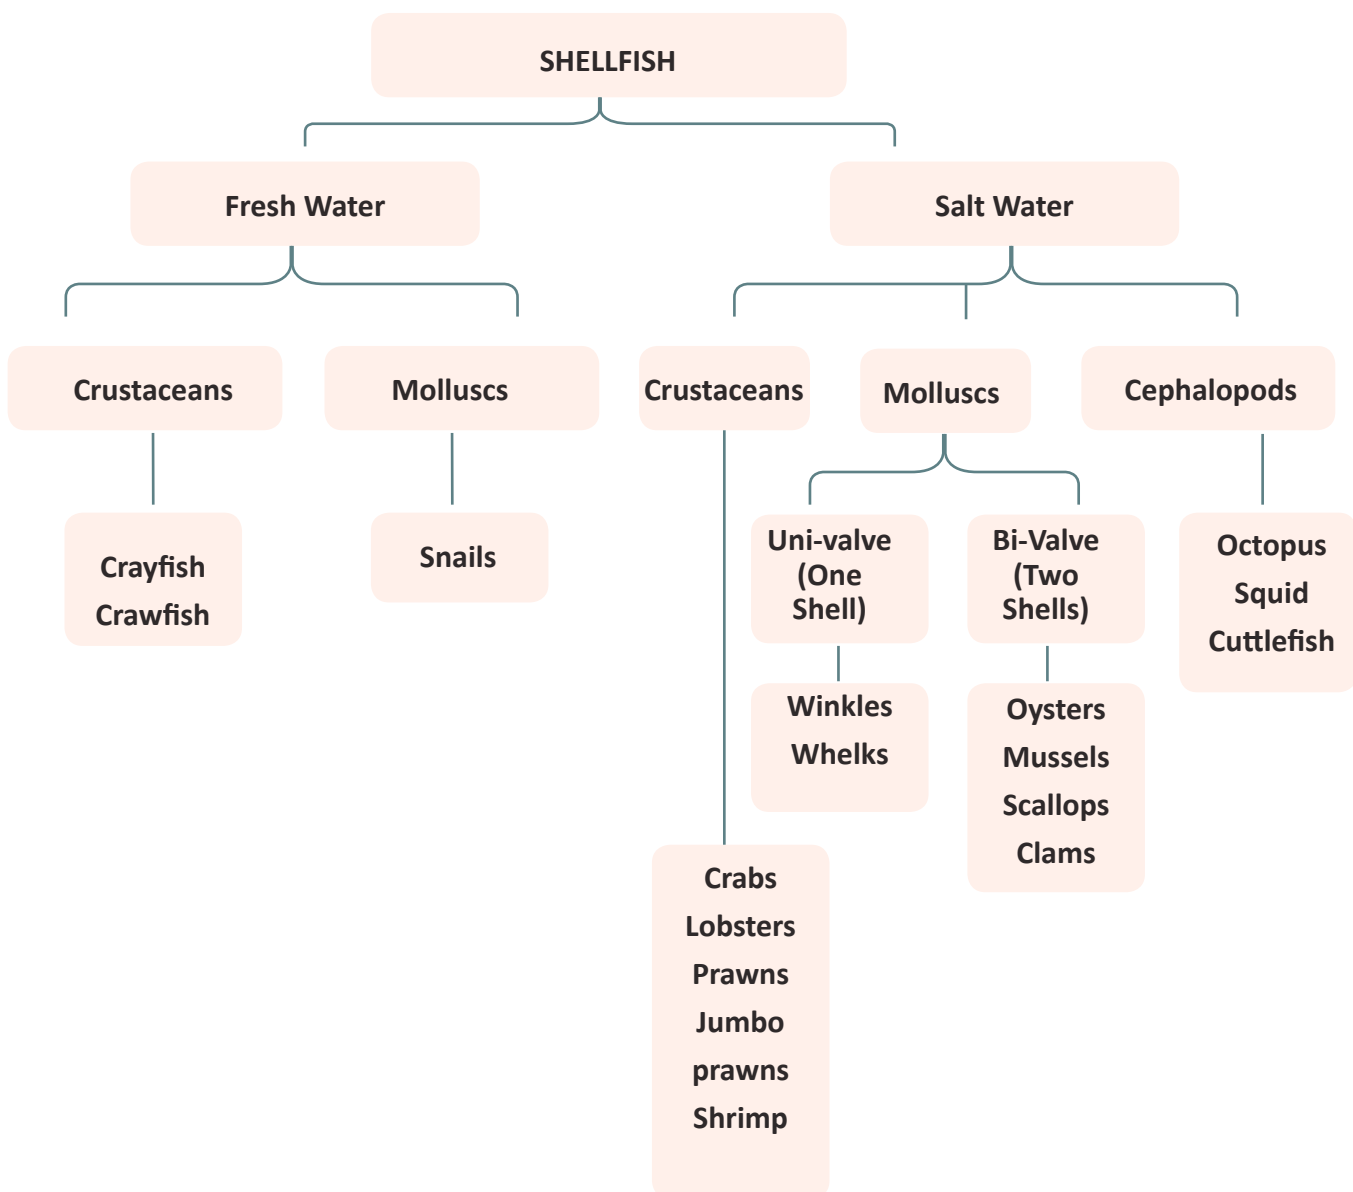 SHELLFISH
Fresh Water
Salt Water
Crustaceans
Molluscs
Crustaceans
Molluscs
Cephalopods
Crayfish
Crawfish
Snails
Uni-valve
(One
Shell)
Bi-Valve
(Two
Shells)
Octopus
Squid
Cuttlefish
Winkles
Whelks
Oysters
Mussels
Scallops
Clams
Crabs
Lobsters
Prawns
Jumbo
prawns
Shrimp